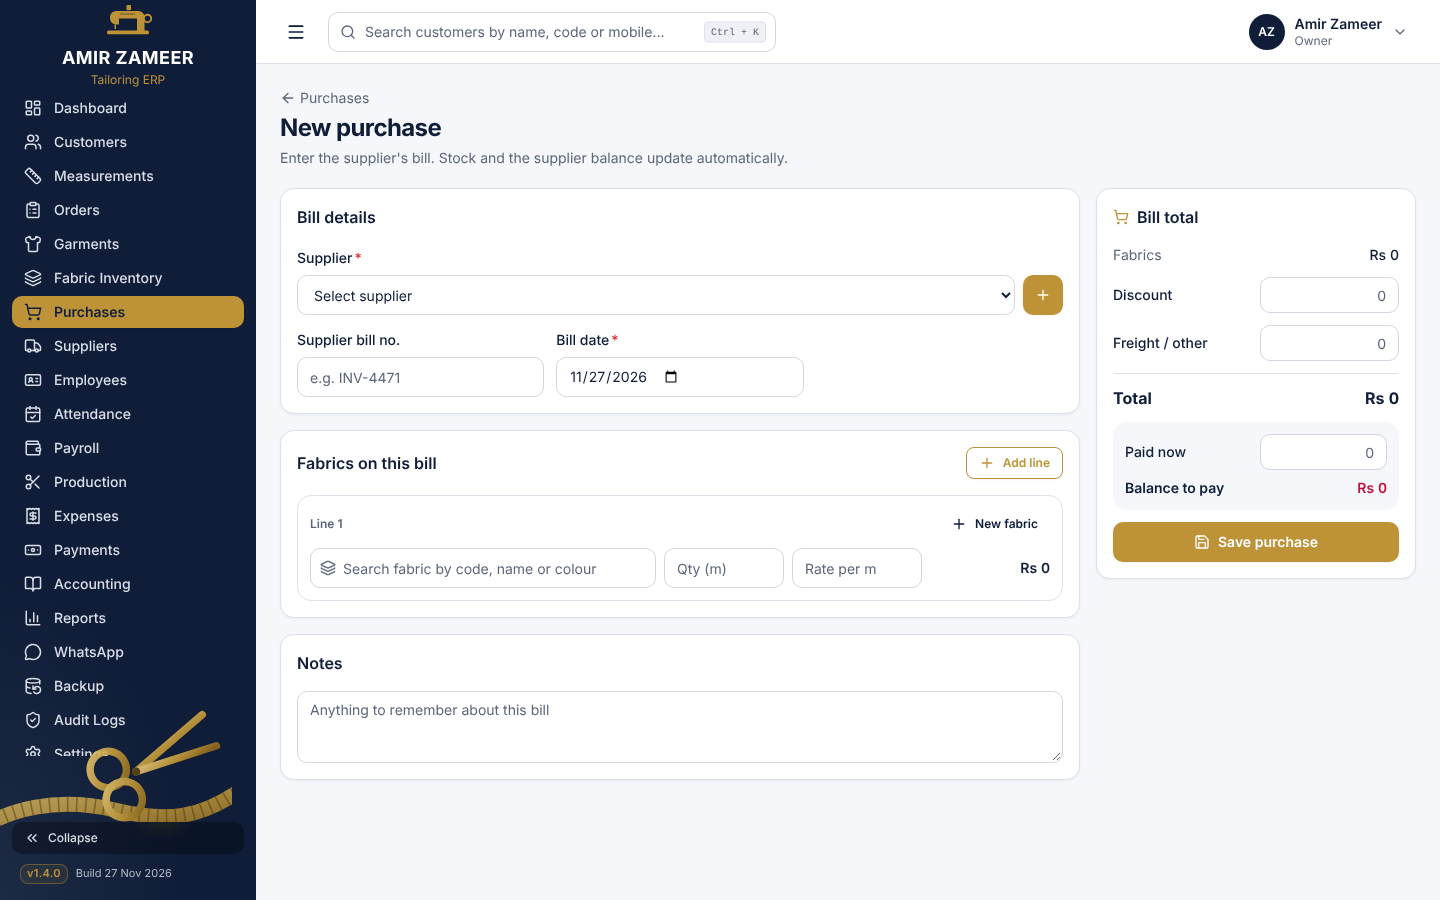 AMIR ZAMEER
Tailoring ERP
Dashboard
Customers
Measurements
Orders
Garments
Fabric Inventory
Purchases
Suppliers
Employees
Attendance
Payroll
Production
Expenses
Payments
Accounting
Reports
WhatsApp
Backup
Audit Logs
Settings
Collapse
v1.4.0 Build 27 Nov 2026
Search customers by name, code or mobile... Ctrl + K
AZ
Amir Zameer
Owner
Purchases
New purchase
Enter the supplier's bill. Stock and the supplier balance update automatically.
Bill details
Supplier*
Select supplier
Supplier bill no.
e.g. INV-4471
Bill date*
11/27/2026
Fabrics on this bill
Add line
Line 1
New fabric
Search fabric by code, name or colour
Qty (m)
Rate per m
Rs 0
Notes
Anything to remember about this bill
Bill total
Fabrics Rs 0
Discount 0
Freight / other 0
Total Rs 0
Paid now 0
Balance to pay Rs 0
Save purchase